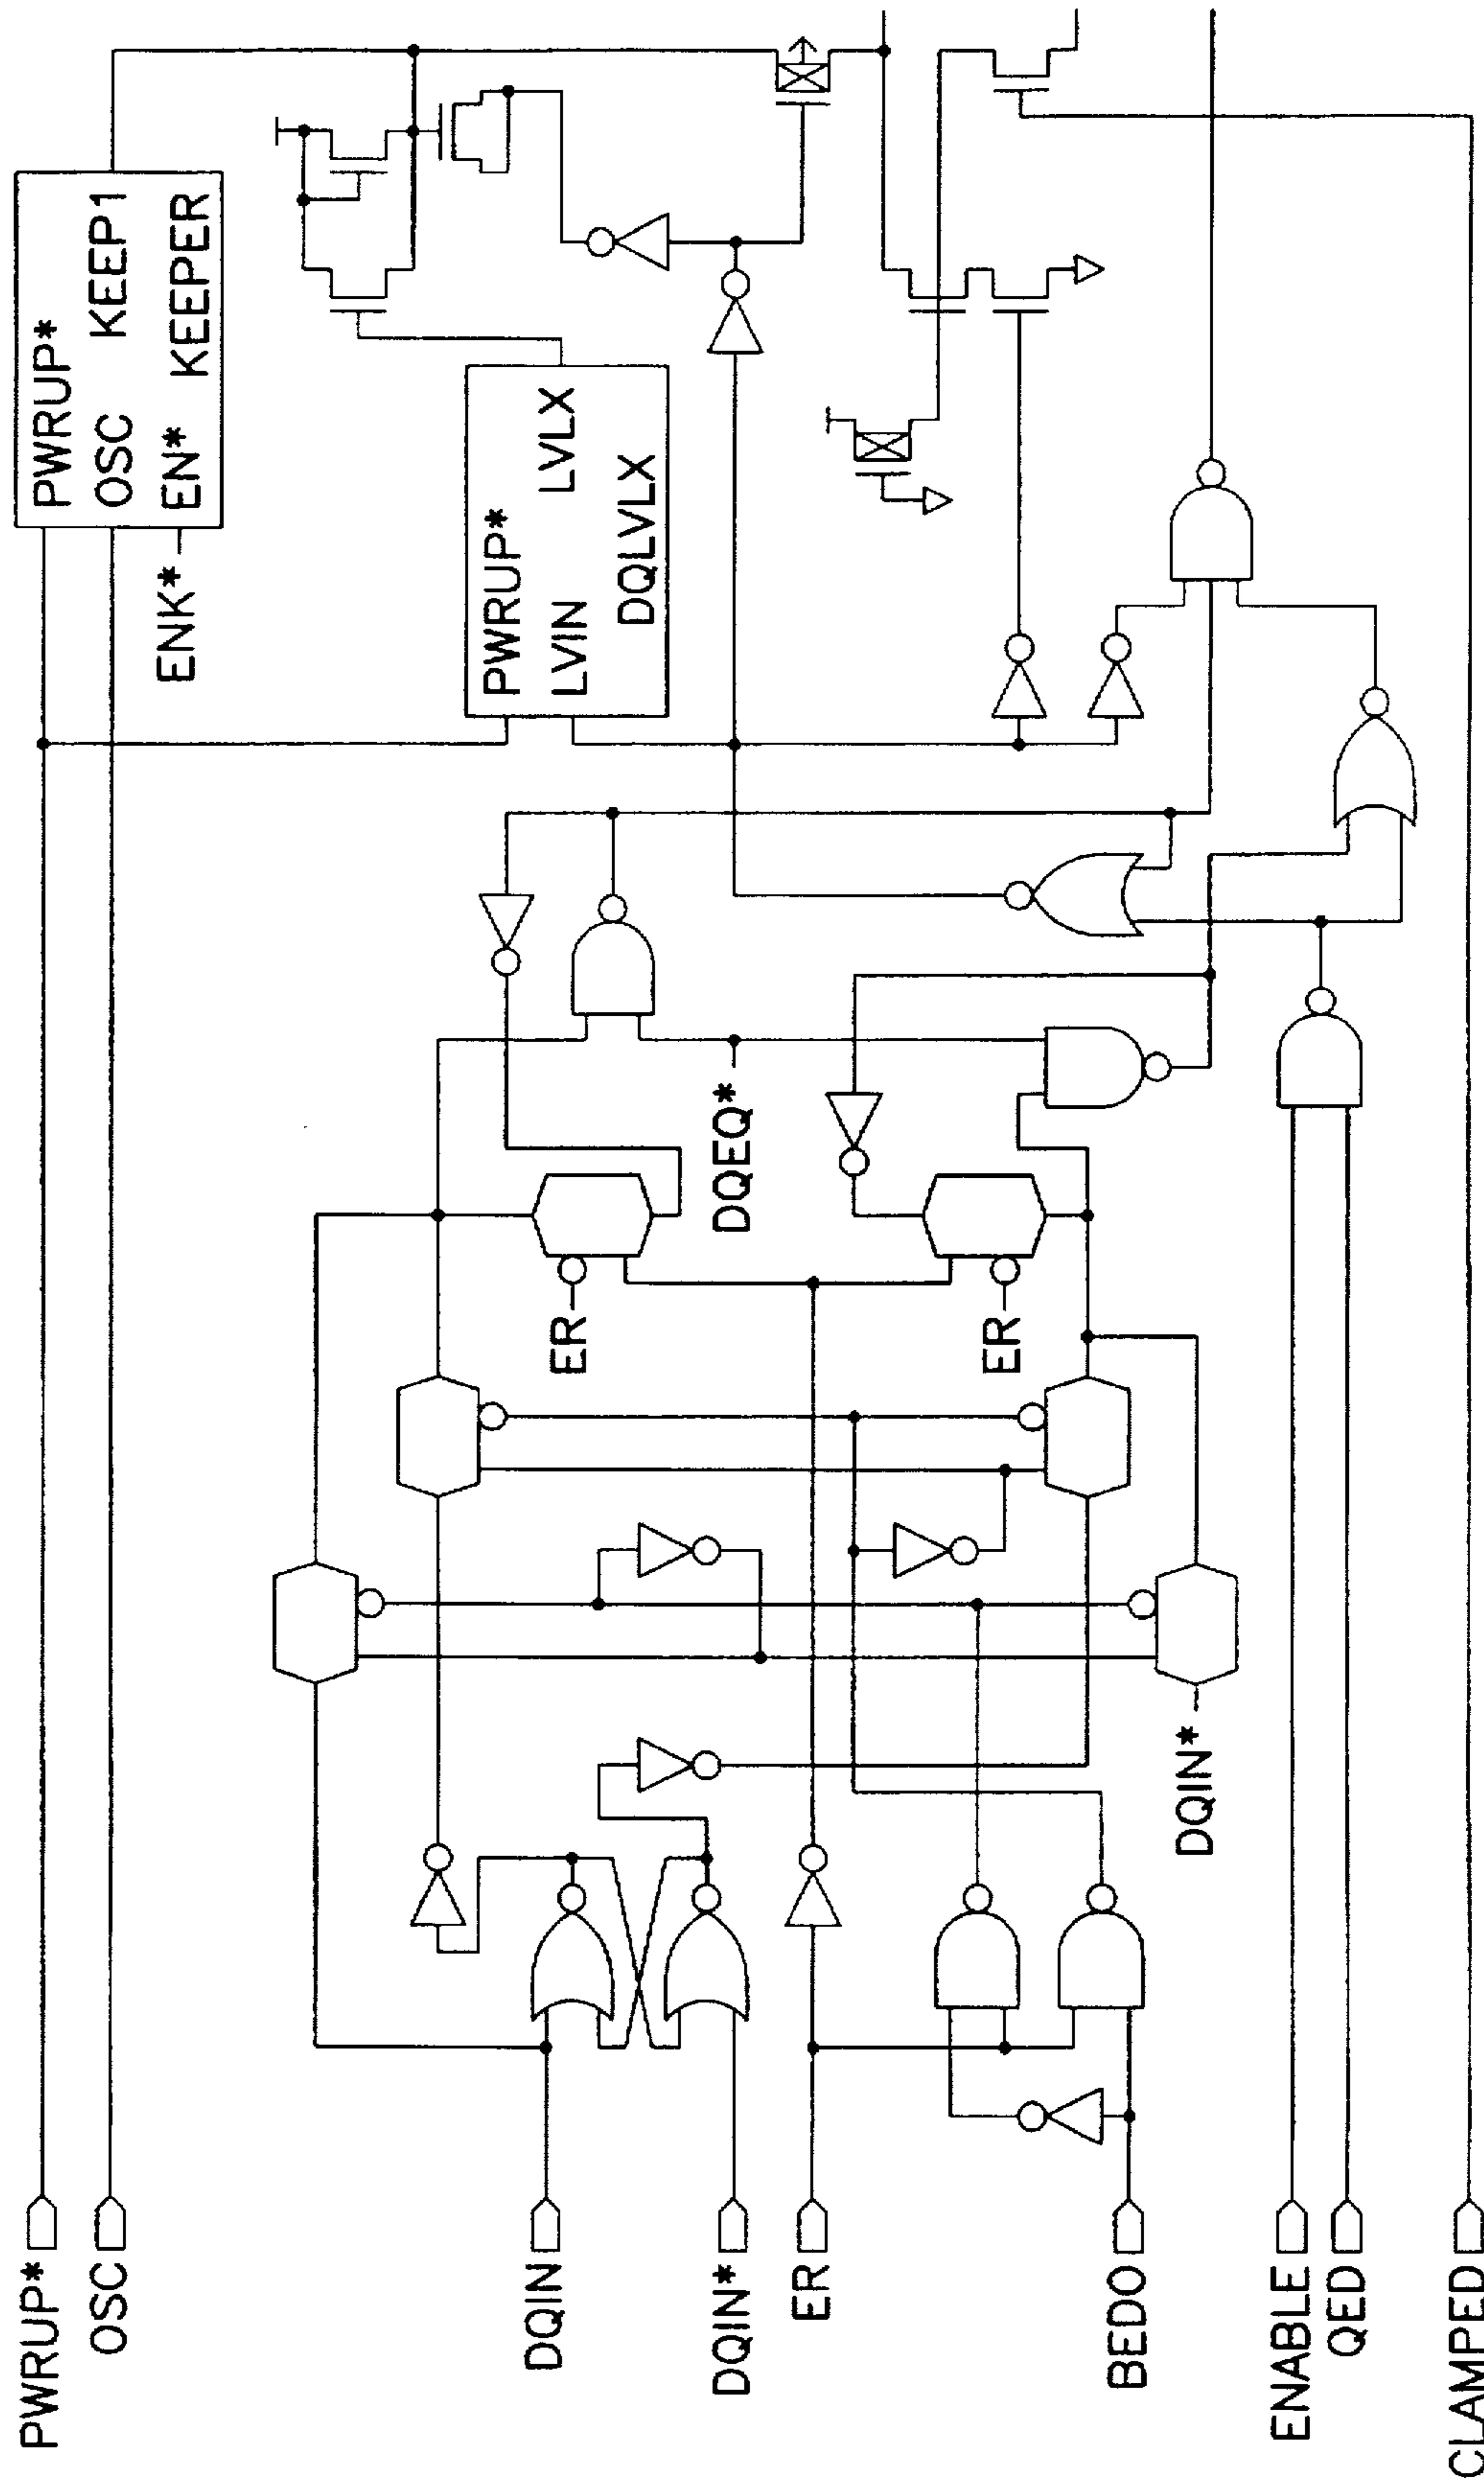 PWRUP*
OSC KEEP1
EN* KEEPER
ENK*
PWRUP*
LVIN LVLX
DQLVLX
DQEQ*
ER
ER
DQIN*
PWRUP*
OSC
DQIN
DQIN*
ER
BEDO
ENABLE
QED
CLAMPED